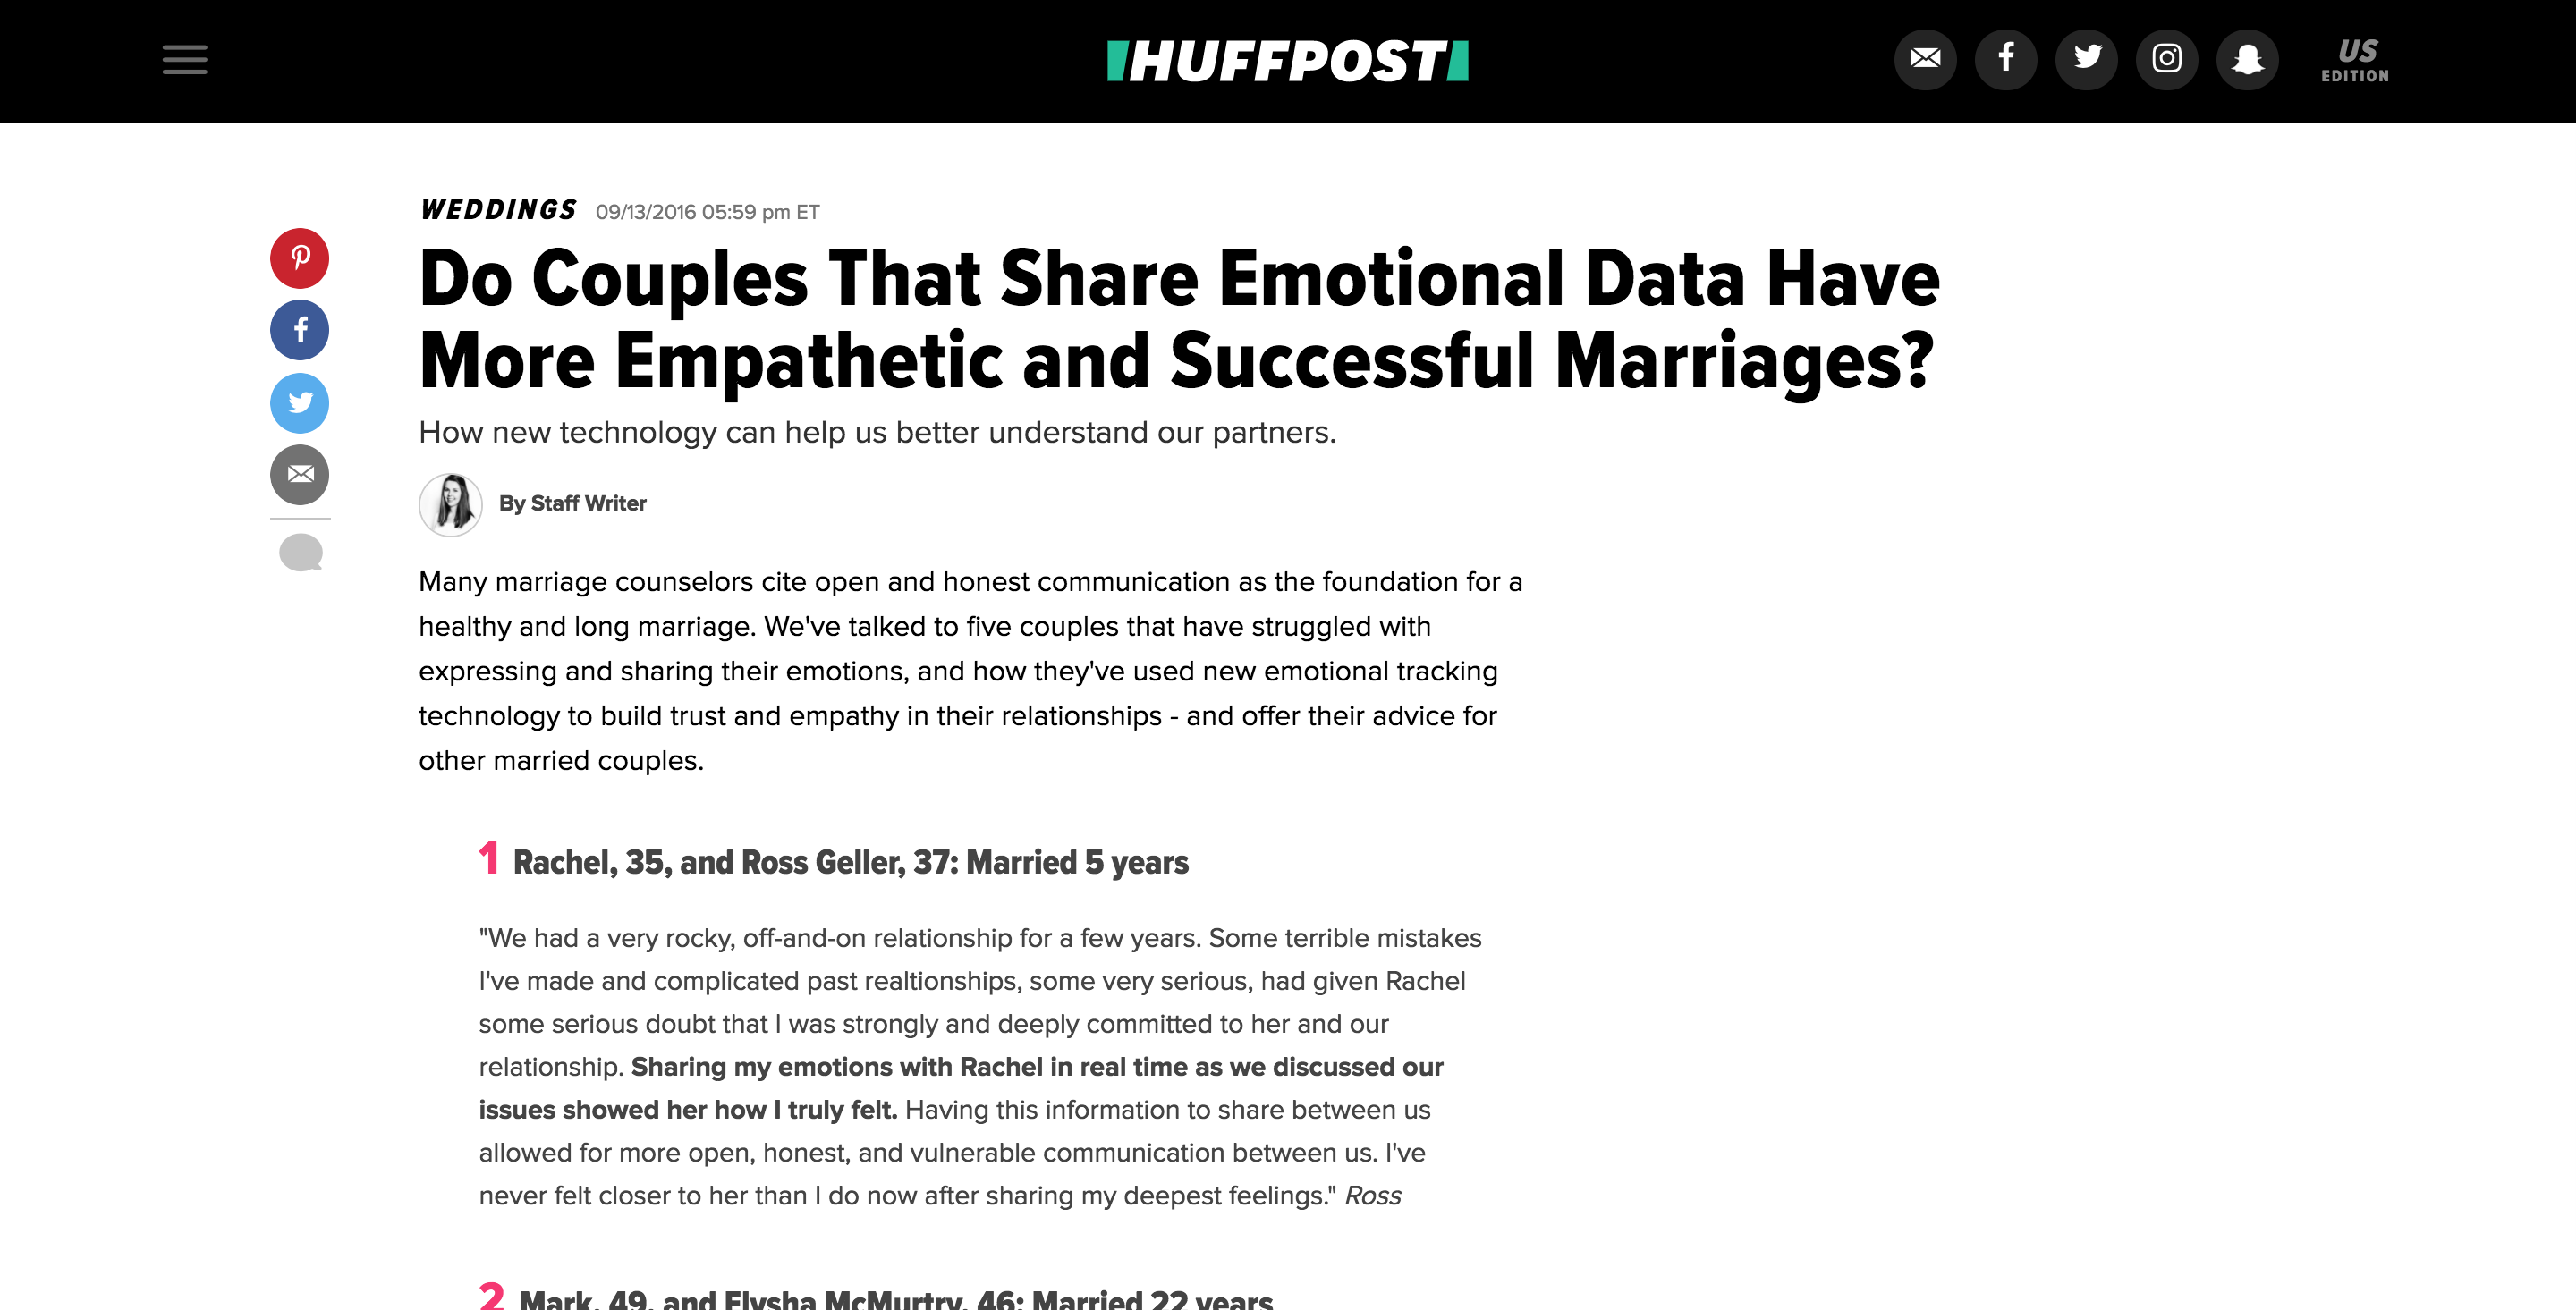 HUFFPOST
US
EDITION
WEDDINGS 09/13/2016 05:59 pm ET
Do Couples That Share Emotional Data Have
More Empathetic and Successful Marriages?
How new technology can help us better understand our partners.
By Staff Writer
Many marriage counselors cite open and honest communication as the foundation for a
healthy and long marriage. We've talked to five couples that have struggled with
expressing and sharing their emotions, and how they've used new emotional tracking
technology to build trust and empathy in their relationships - and offer their advice for
other married couples.
1 Rachel, 35, and Ross Geller, 37: Married 5 years
"We had a very rocky, off-and-on relationship for a few years. Some terrible mistakes
I've made and complicated past realtionships, some very serious, had given Rachel
some serious doubt that I was strongly and deeply committed to her and our
relationship. Sharing my emotions with Rachel in real time as we discussed our
issues showed her how I truly felt. Having this information to share between us
allowed for more open, honest, and vulnerable communication between us. I've
never felt closer to her than I do now after sharing my deepest feelings." Ross
2 Mark, 49, and Elysha McMurtry, 46: Married 22 years